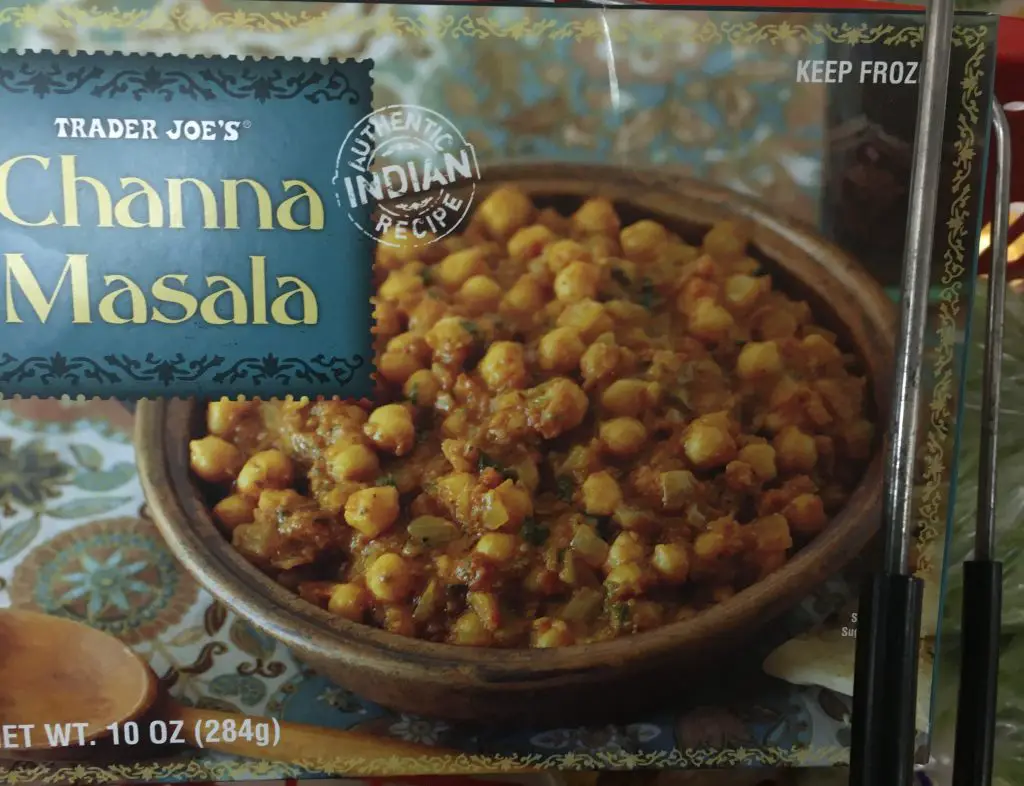 TRADER JOE'S®
Channa
Masala
AUTHENTIC
INDIAN
RECIPE
KEEP FROZ
ET WT. 10 OZ (284g)